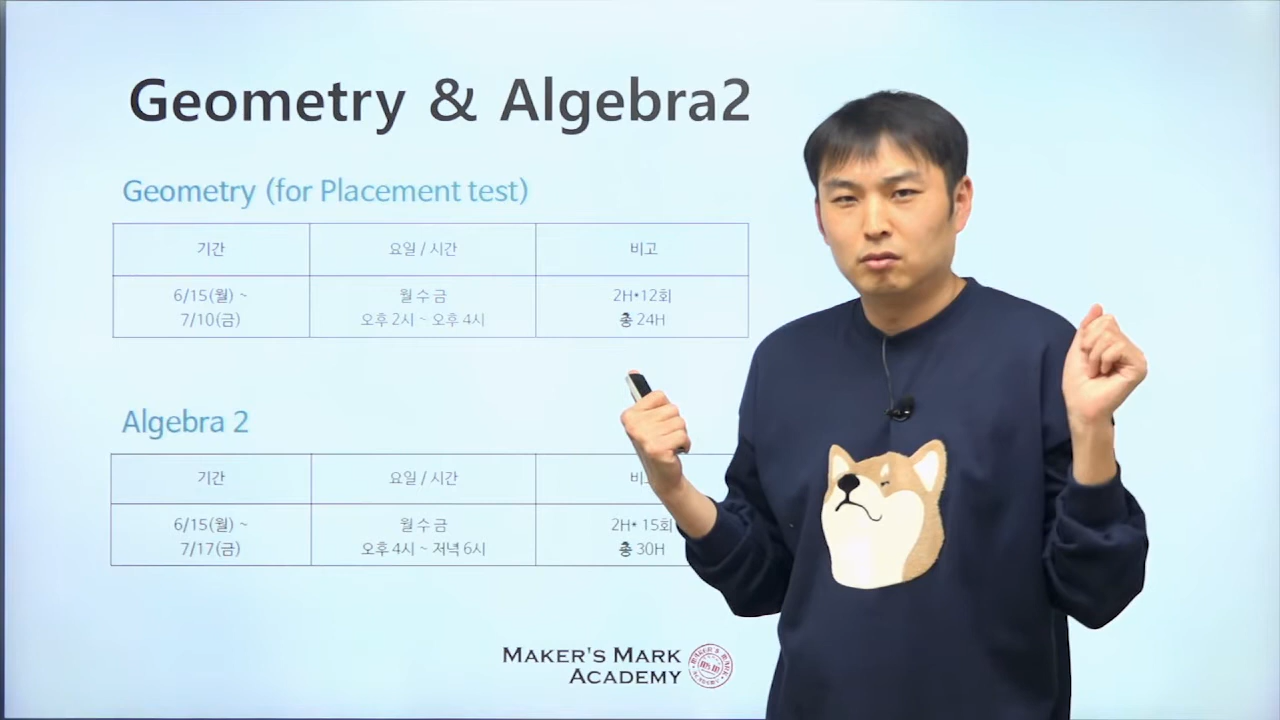 Geometry & Algebra2
Geometry (for Placement test)
기간
요일 / 시간
비고
6/15(월) ~
7/10(금)
월 수 금
오후 2시 ~ 오후 4시
2H*12회
총 24H
Algebra 2
기간
요일 / 시간
6/15(월) ~
7/17(금)
월 수 금
오후 4시 ~ 저녁 6시
2H* 15회
총 30H
MAKER'S MARK
ACADEMY